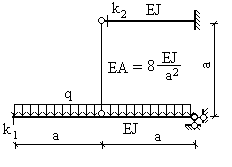 k₂ EJ
EA = 8 EJ/a²
a
q
k₁ EJ
a a